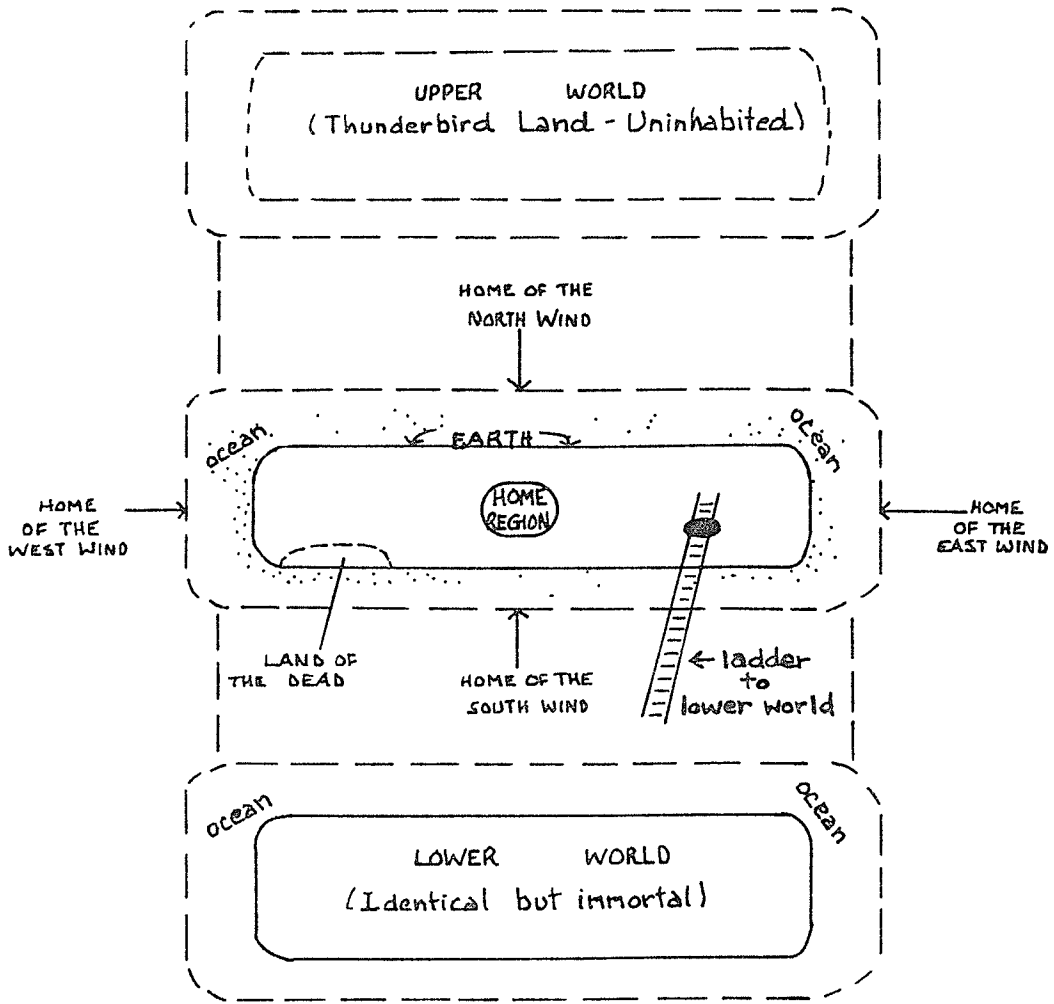 UPPER WORLD
(Thunderbird Land - Uninhabited)
HOME OF THE
NORTH WIND
ocean
EARTH
ocean
HOME
OF THE
WEST WIND
HOME
REGION
HOME
OF THE
EAST WIND
LAND OF
THE DEAD
HOME OF THE
SOUTH WIND
ladder
to
lower world
ocean
ocean
LOWER WORLD
(Identical but immortal)